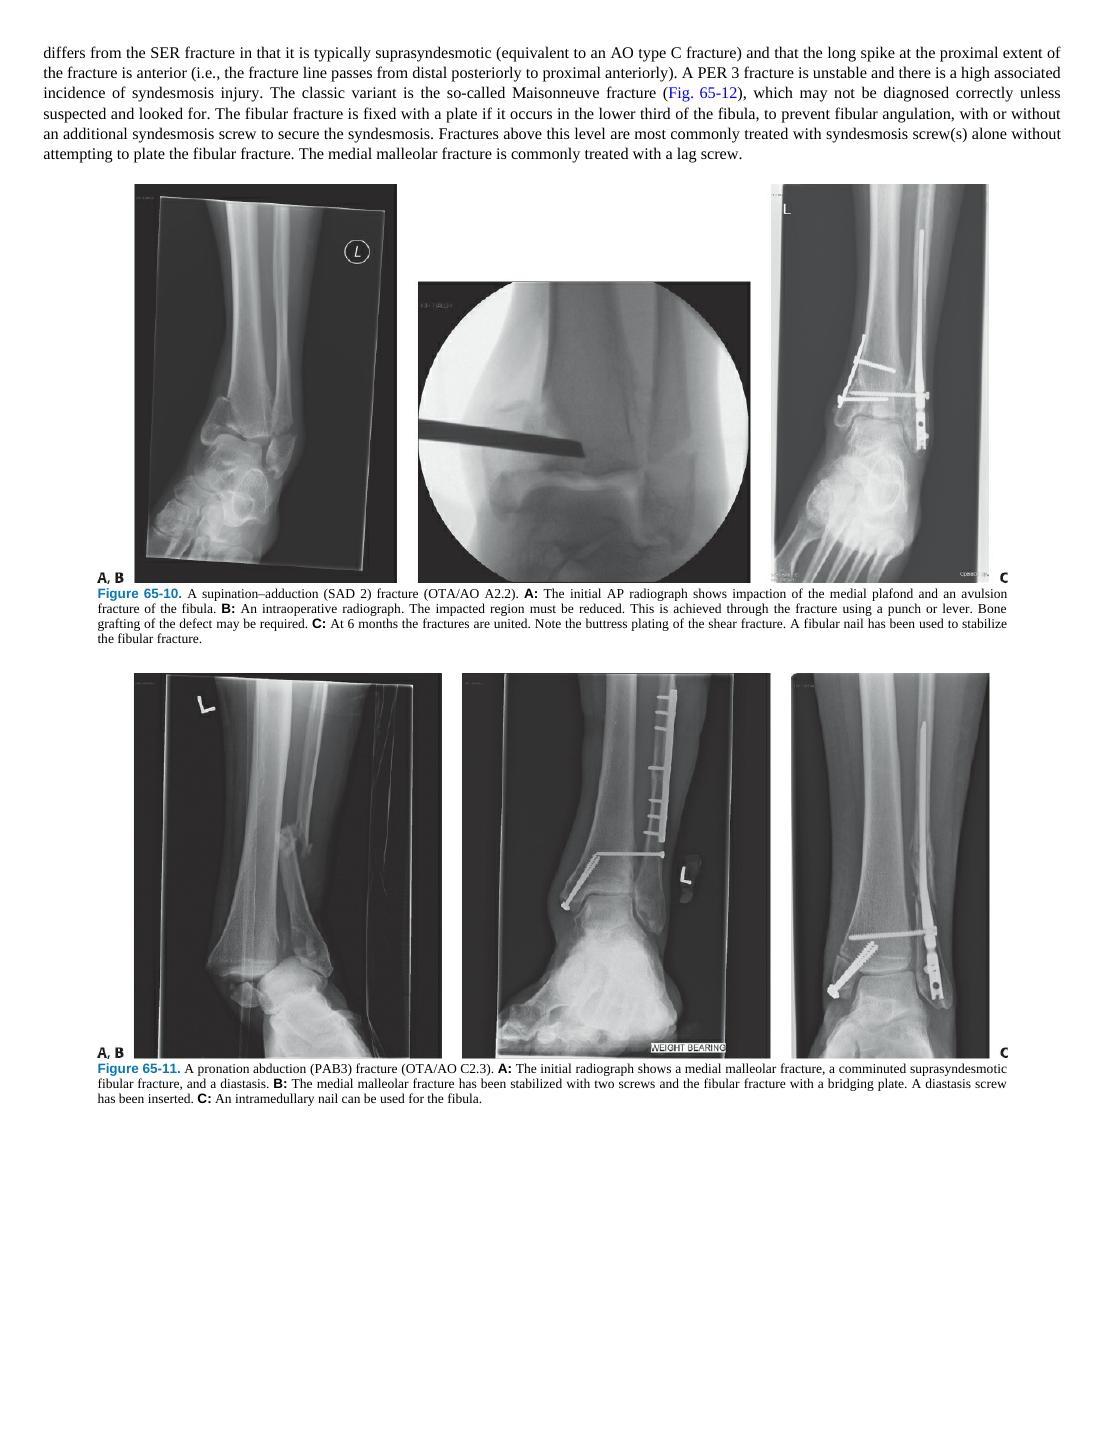 differs from the SER fracture in that it is typically suprasyndesmotic (equivalent to an AO type C fracture) and that the long spike at the proximal extent of
the fracture is anterior (i.e., the fracture line passes from distal posteriorly to proximal anteriorly). A PER 3 fracture is unstable and there is a high associated
incidence of syndesmosis injury. The classic variant is the so-called Maisonneuve fracture (Fig. 65-12), which may not be diagnosed correctly unless
suspected and looked for. The fibular fracture is fixed with a plate if it occurs in the lower third of the fibula, to prevent fibular angulation, with or without
an additional syndesmosis screw to secure the syndesmosis. Fractures above this level are most commonly treated with syndesmosis screw(s) alone without
attempting to plate the fibular fracture. The medial malleolar fracture is commonly treated with a lag screw.
L
L
A, B
C
Figure 65-10. A supination–adduction (SAD 2) fracture (OTA/AO A2.2). A: The initial AP radiograph shows impaction of the medial plafond and an avulsion
fracture of the fibula. B: An intraoperative radiograph. The impacted region must be reduced. This is achieved through the fracture using a punch or lever. Bone
grafting of the defect may be required. C: At 6 months the fractures are united. Note the buttress plating of the shear fracture. A fibular nail has been used to stabilize
the fibular fracture.
L
L
WEIGHT BEARING
A, B
C
Figure 65-11. A pronation abduction (PAB3) fracture (OTA/AO C2.3). A: The initial radiograph shows a medial malleolar fracture, a comminuted suprasyndesmotic
fibular fracture, and a diastasis. B: The medial malleolar fracture has been stabilized with two screws and the fibular fracture with a bridging plate. A diastasis screw
has been inserted. C: An intramedullary nail can be used for the fibula.